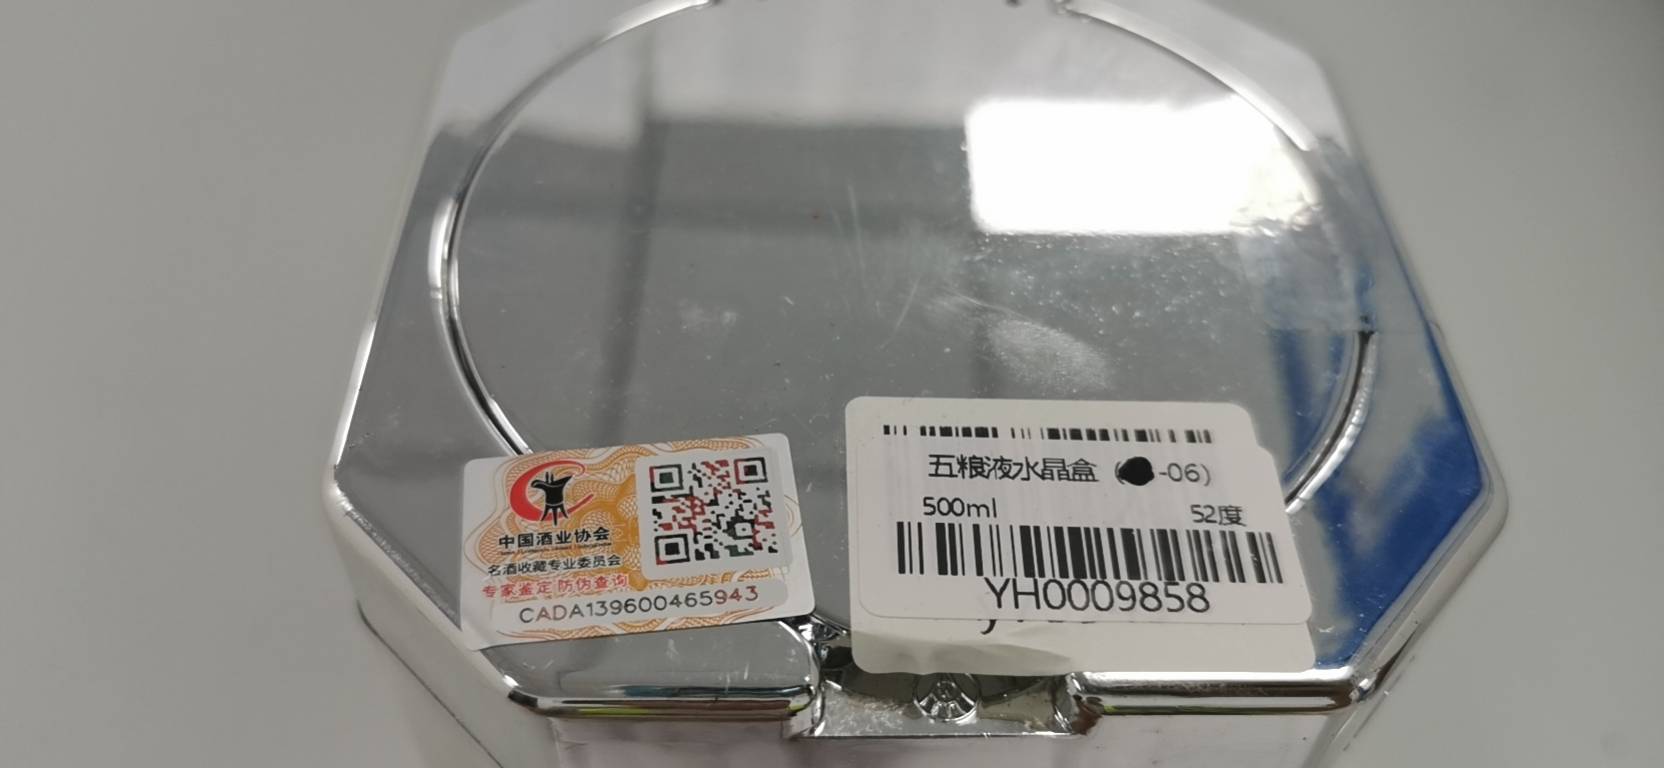 中国酒业协会
名酒收藏专业委员会
专家鉴定 防伪查询
CADA139600465943
五粮液水晶盒 ( -06)
500ml 52度
YH0009858